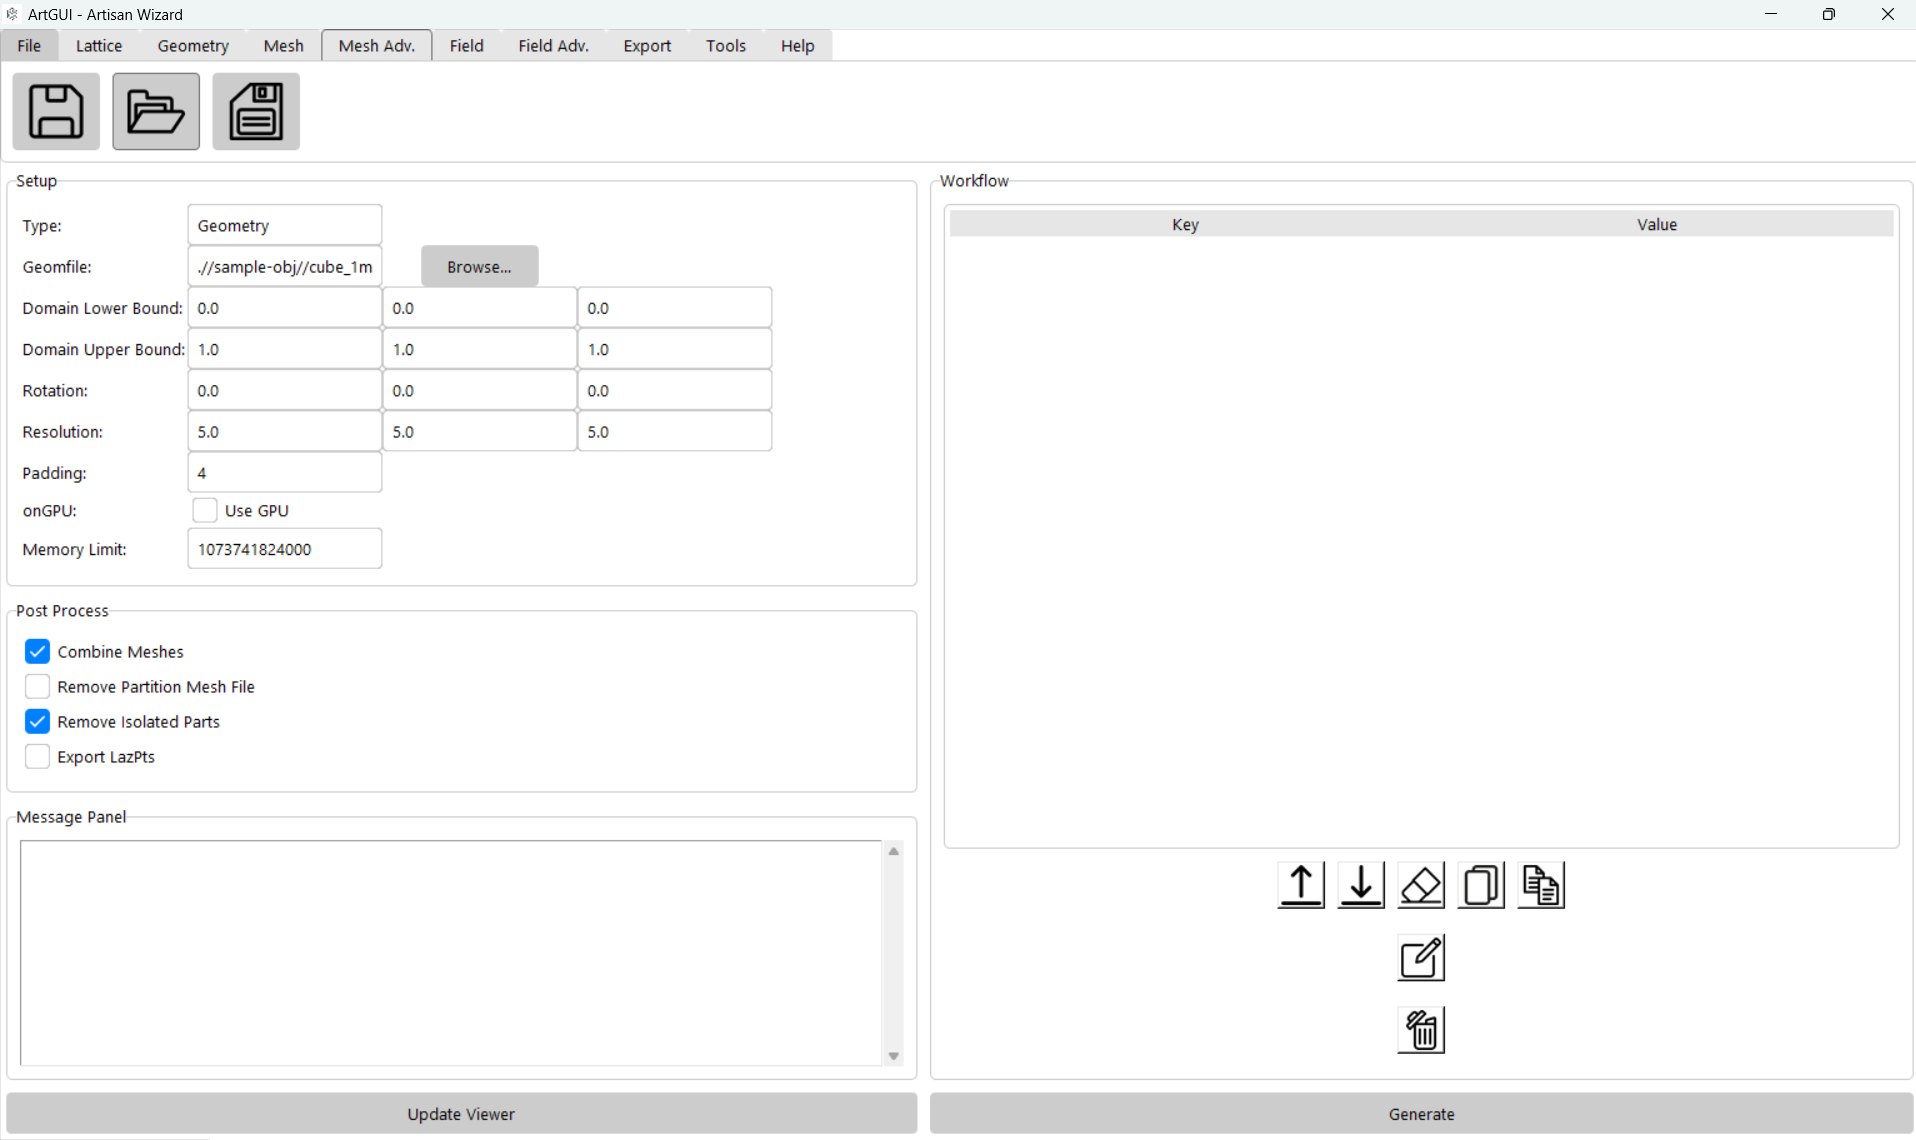 ArtGUI - Artisan Wizard
File Lattice Geometry Mesh Mesh Adv. Field Field Adv. Export Tools Help
Setup
Type: Geometry
Geomfile: .//sample-obj//cube_1m Browse...
Domain Lower Bound: 0.0 0.0 0.0
Domain Upper Bound: 1.0 1.0 1.0
Rotation: 0.0 0.0 0.0
Resolution: 5.0 5.0 5.0
Padding: 4
onGPU: Use GPU
Memory Limit: 1073741824000
Post Process
Combine Meshes
Remove Partition Mesh File
Remove Isolated Parts
Export LazPts
Message Panel
Update Viewer
Workflow
Key Value
Generate